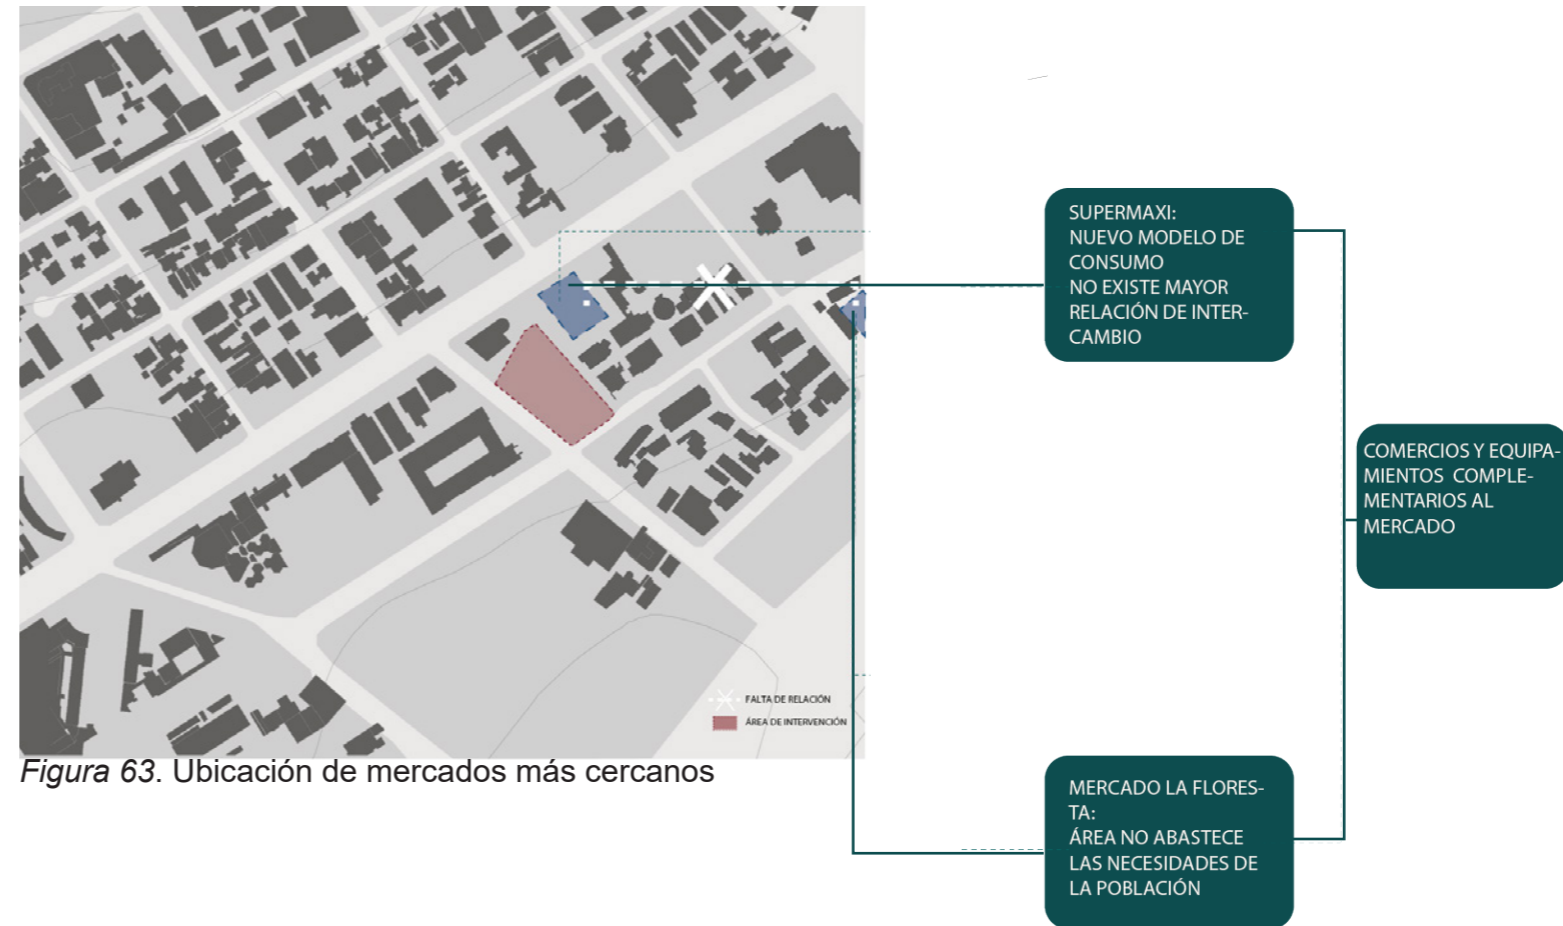 SUPERMAXI:
NUEVO MODELO DE
CONSUMO
NO EXISTE MAYOR
RELACIÓN DE INTER-
CAMBIO
COMERCIOS Y EQUIPA-
MIENTOS COMPLE-
MENTARIOS AL
MERCADO
FALTA DE RELACIÓN
ÁREA DE INTERVENCIÓN
Figura 63. Ubicación de mercados más cercanos
MERCADO LA FLORES-
TA:
ÁREA NO ABASTECE
LAS NECESIDADES DE
LA POBLACIÓN